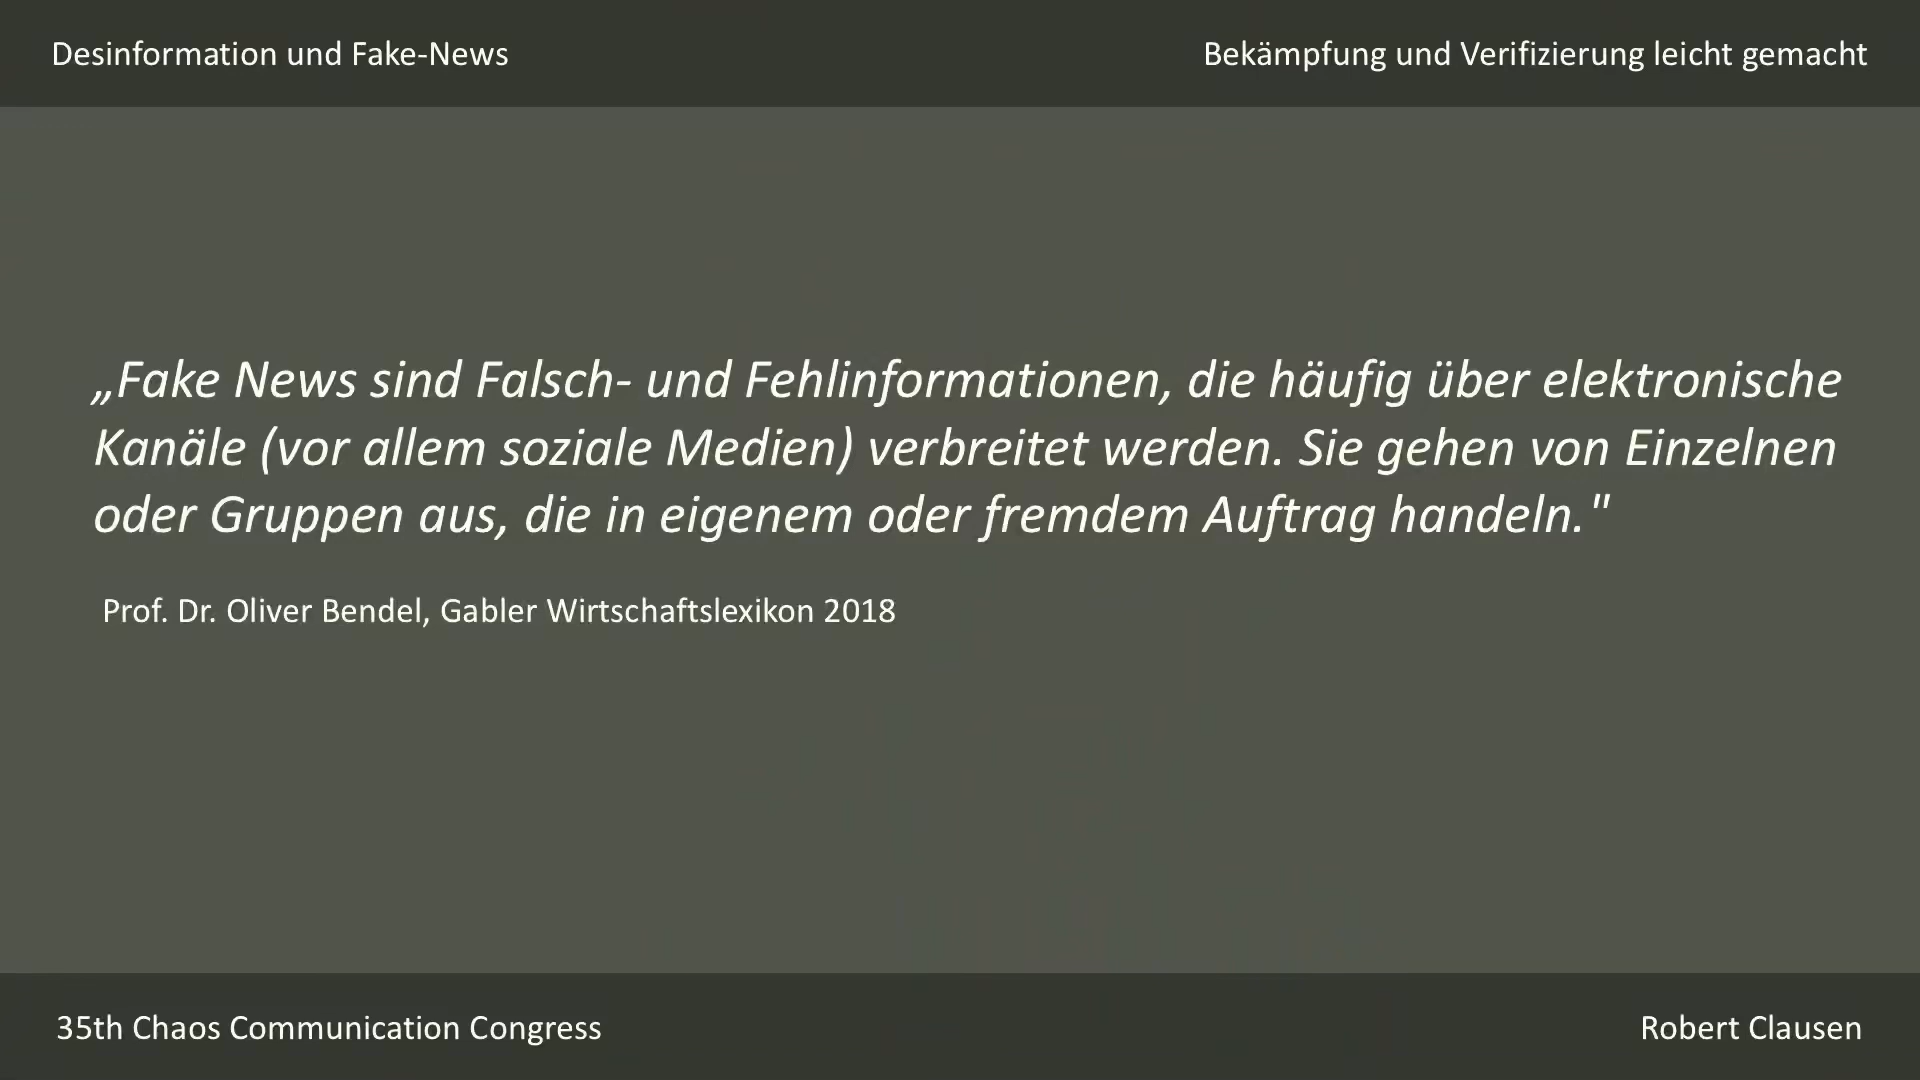 Desinformation und Fake-News
Bekämpfung und Verifizierung leicht gemacht
„Fake News sind Falsch- und Fehlinformationen, die häufig über elektronische
Kanäle (vor allem soziale Medien) verbreitet werden. Sie gehen von Einzelnen
oder Gruppen aus, die in eigenem oder fremdem Auftrag handeln."
Prof. Dr. Oliver Bendel, Gabler Wirtschaftslexikon 2018
35th Chaos Communication Congress
Robert Clausen